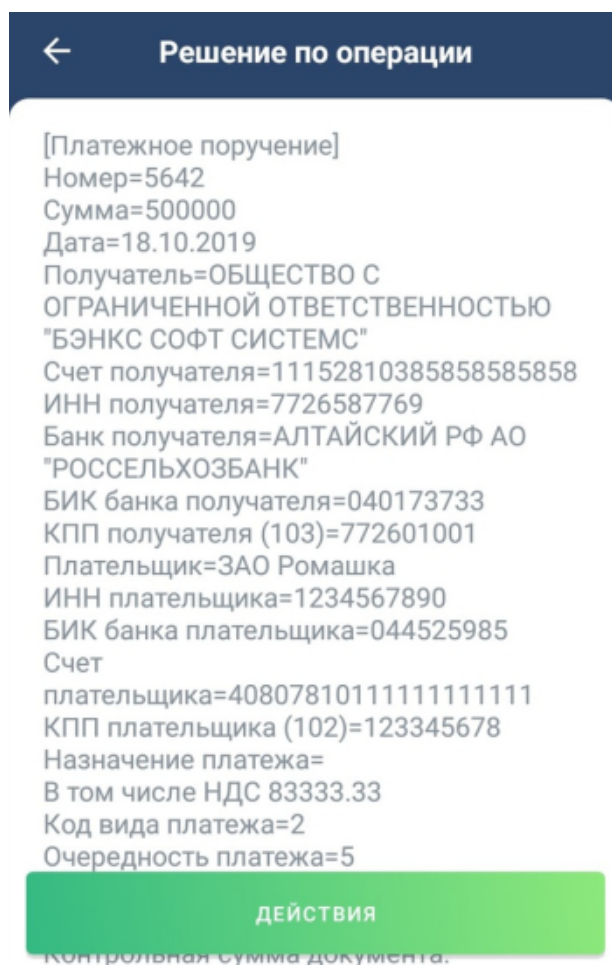 Решение по операции
[Платежное поручение]
Номер=5642
Сумма=500000
Дата=18.10.2019
Получатель=ОБЩЕСТВО С
ОГРАНИЧЕННОЙ ОТВЕТСТВЕННОСТЬЮ
"БЭНКС СОФТ СИСТЕМС"
Счет получателя=11152810385858585858
ИНН получателя=7726587769
Банк получателя=АЛТАЙСКИЙ РФ АО
"РОССЕЛЬХОЗБАНК"
БИК банка получателя=040173733
КПП получателя (103)=772601001
Плательщик=ЗАО Ромашка
ИНН плательщика=1234567890
БИК банка плательщика=044525985
Счет
плательщика=40807810111111111111
КПП плательщика (102)=123345678
Назначение платежа=
В том числе НДС 83333.33
Код вида платежа=2
Очередность платежа=5
ДЕЙСТВИЯ
Контрольная сумма документа: